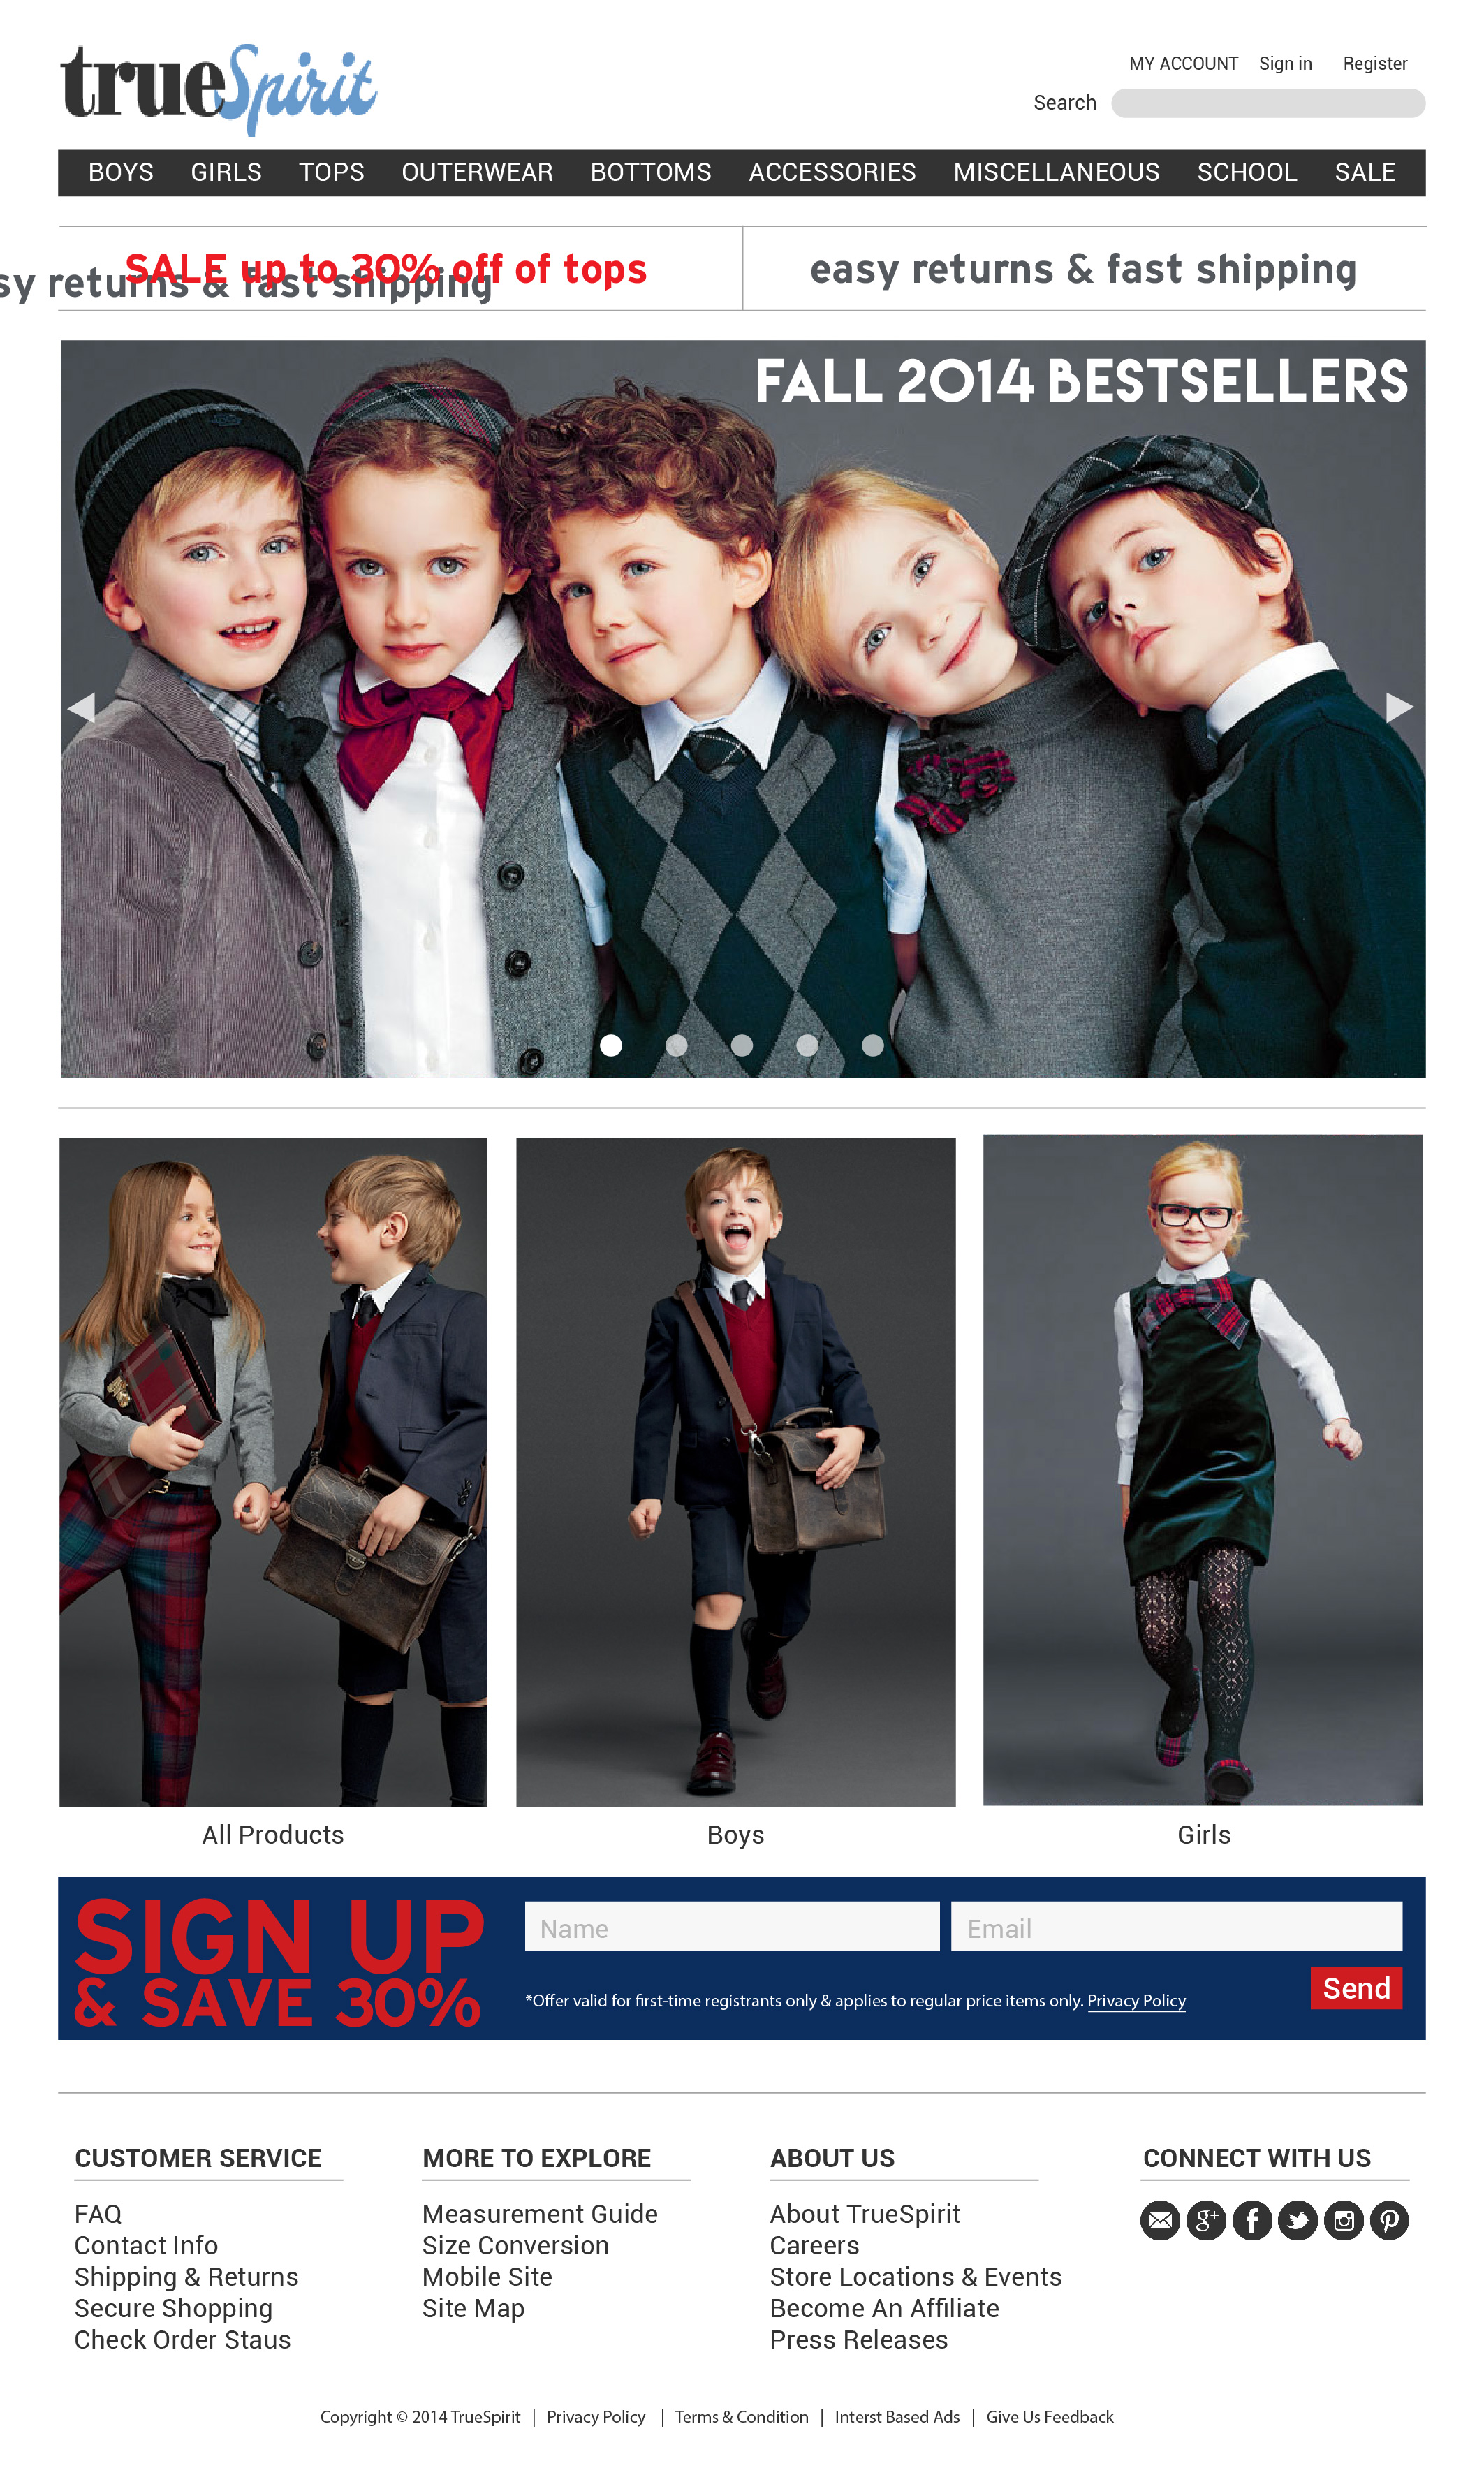 trueSpirit
MY ACCOUNT Sign in Register
Search
BOYS GIRLS TOPS OUTERWEAR BOTTOMS ACCESSORIES MISCELLANEOUS SCHOOL SALE
SALE up to 30% off of tops
sy returns & fast shipping
easy returns & fast shipping
FALL 2014 BESTSELLERS
All Products
Boys
Girls
SIGN UP
& SAVE 30%
Name
Email
*Offer valid for first-time registrants only & applies to regular price items only. Privacy Policy
Send
CUSTOMER SERVICE
FAQ
Contact Info
Shipping & Returns
Secure Shopping
Check Order Staus
MORE TO EXPLORE
Measurement Guide
Size Conversion
Mobile Site
Site Map
ABOUT US
About TrueSpirit
Careers
Store Locations & Events
Become An Affiliate
Press Releases
CONNECT WITH US
Copyright © 2014 TrueSpirit | Privacy Policy | Terms & Condition | Interst Based Ads | Give Us Feedback